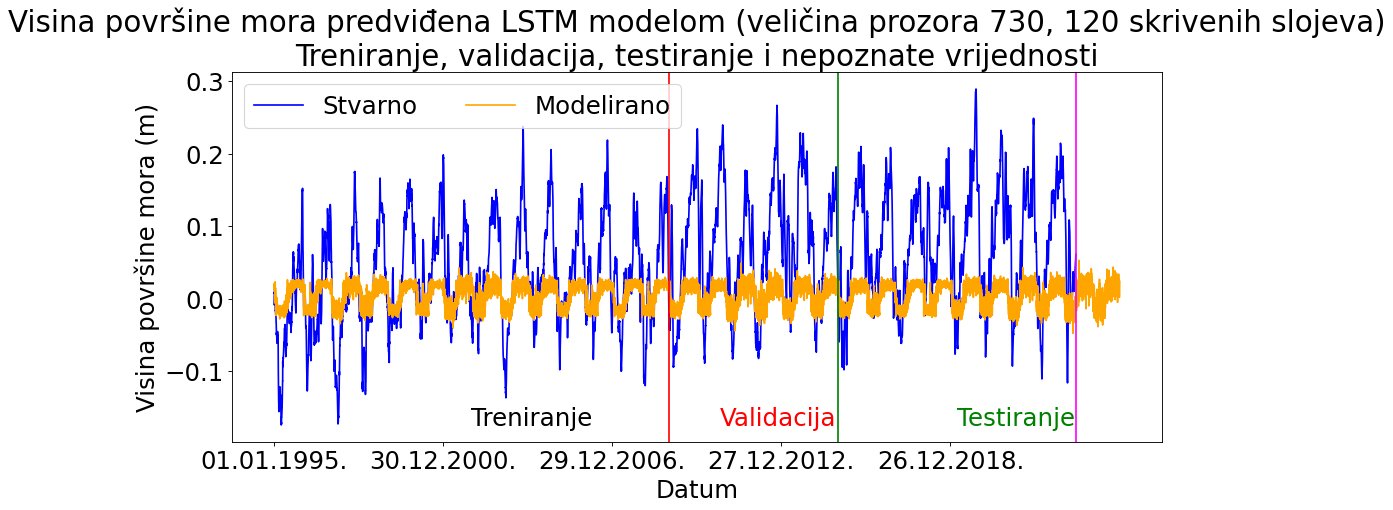 Visina površine mora predviđena LSTM modelom (veličina prozora 730, 120 skrivenih slojeva)
Treniranje, validacija, testiranje i nepoznate vrijednosti
Stvarno
Modelirano
Visina površine mora (m)
0.3
0.2
0.1
0.0
−0.1
Treniranje
Validacija
Testiranje
01.01.1995.
30.12.2000.
29.12.2006.
27.12.2012.
26.12.2018.
Datum